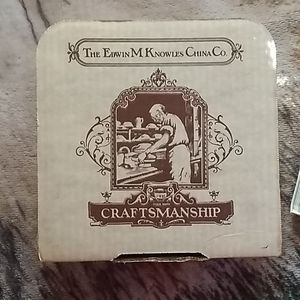 THE EDWIN M. KNOWLES CHINA CO.
CRAFTSMANSHIP